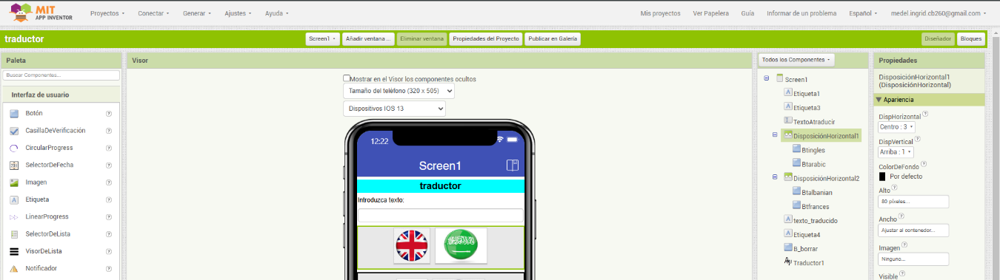 MIT
APP INVENTOR
Proyectos
Conectar
Generar
Ajustes
Ayuda
Mis proyectos
Ver Papelera
Guía
Informar de un problema
Español
medel.ingrid.cb260@gmail.com
traductor
Screen1
Añadir ventana ...
Eliminar ventana
Propiedades del Proyecto
Publicar en Galería
Diseñador
Bloques
Paleta
Buscar Componentes...
Interfaz de usuario
Botón
CasillaDeVerificación
CircularProgress
SelectorDeFecha
Imagen
Etiqueta
LinearProgress
SelectorDeLista
VisorDeLista
Notificador
Visor
Mostrar en el Visor los componentes ocultos
Tamaño del teléfono (320 x 505)
Dispositivos IOS 13
12:22
Screen1
traductor
Introduzca texto:
Todos los Componentes
Screen1
Etiqueta1
Etiqueta3
TextoAtraducir
DisposiciónHorizontal1
Btingles
Btarabic
DisposiciónHorizontal2
Btalbanian
Btfrances
texto_traducido
Etiqueta4
B_borrar
Traductor1
Propiedades
DisposiciónHorizontal1
(DisposiciónHorizontal)
Apariencia
DispHorizontal
Centro : 3
DispVertical
Arriba : 1
ColorDeFondo
Por defecto
Alto
80 píxeles...
Ancho
Ajustar al contenedor...
Imagen
Ninguno...
Visible